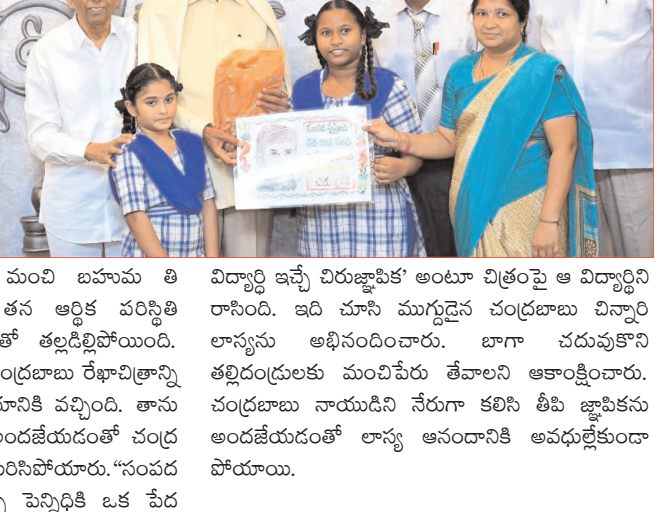 మంచి బహుమ తి
తన ఆర్థిక పరిస్థితి
తో తల్లడిల్లిపోయింది.
ంద్రబాబు రేఖాచిత్రాన్ని
ూనికి వచ్చింది. తాను
అందజేయడంతో చంద్ర
ురిసిపోయారు. "సంపద
పెన్నిధికి ఒక పేద
విద్యార్థి ఇచ్చే చిరుజ్ఞాపిక' అంటూ చిత్రంపై ఆ విద్యార్థిని
రాసింది. ఇది చూసి ముగ్దుడైన చంద్రబాబు చిన్నారి
లాస్యను అభినందించారు. బాగా చదువుకొని
తల్లిదండ్రులకు మంచిపేరు తేవాలని ఆకాంక్షించారు.
చంద్రబాబు నాయుడిని నేరుగా కలిసి తీపి జ్ఞాపికను
అందజేయడంతో లాస్య ఆనందానికి అవధుల్లేకుండా
పోయాయి.